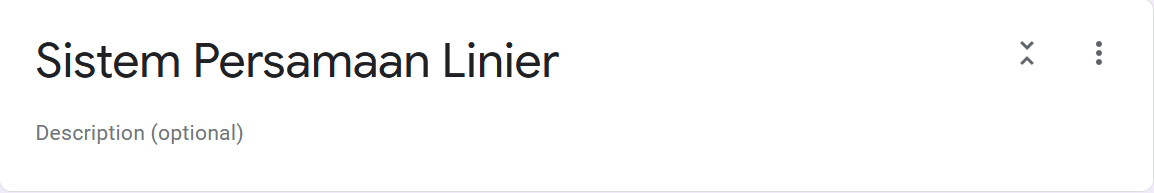 Sistem Persamaan Linier
Description (optional)